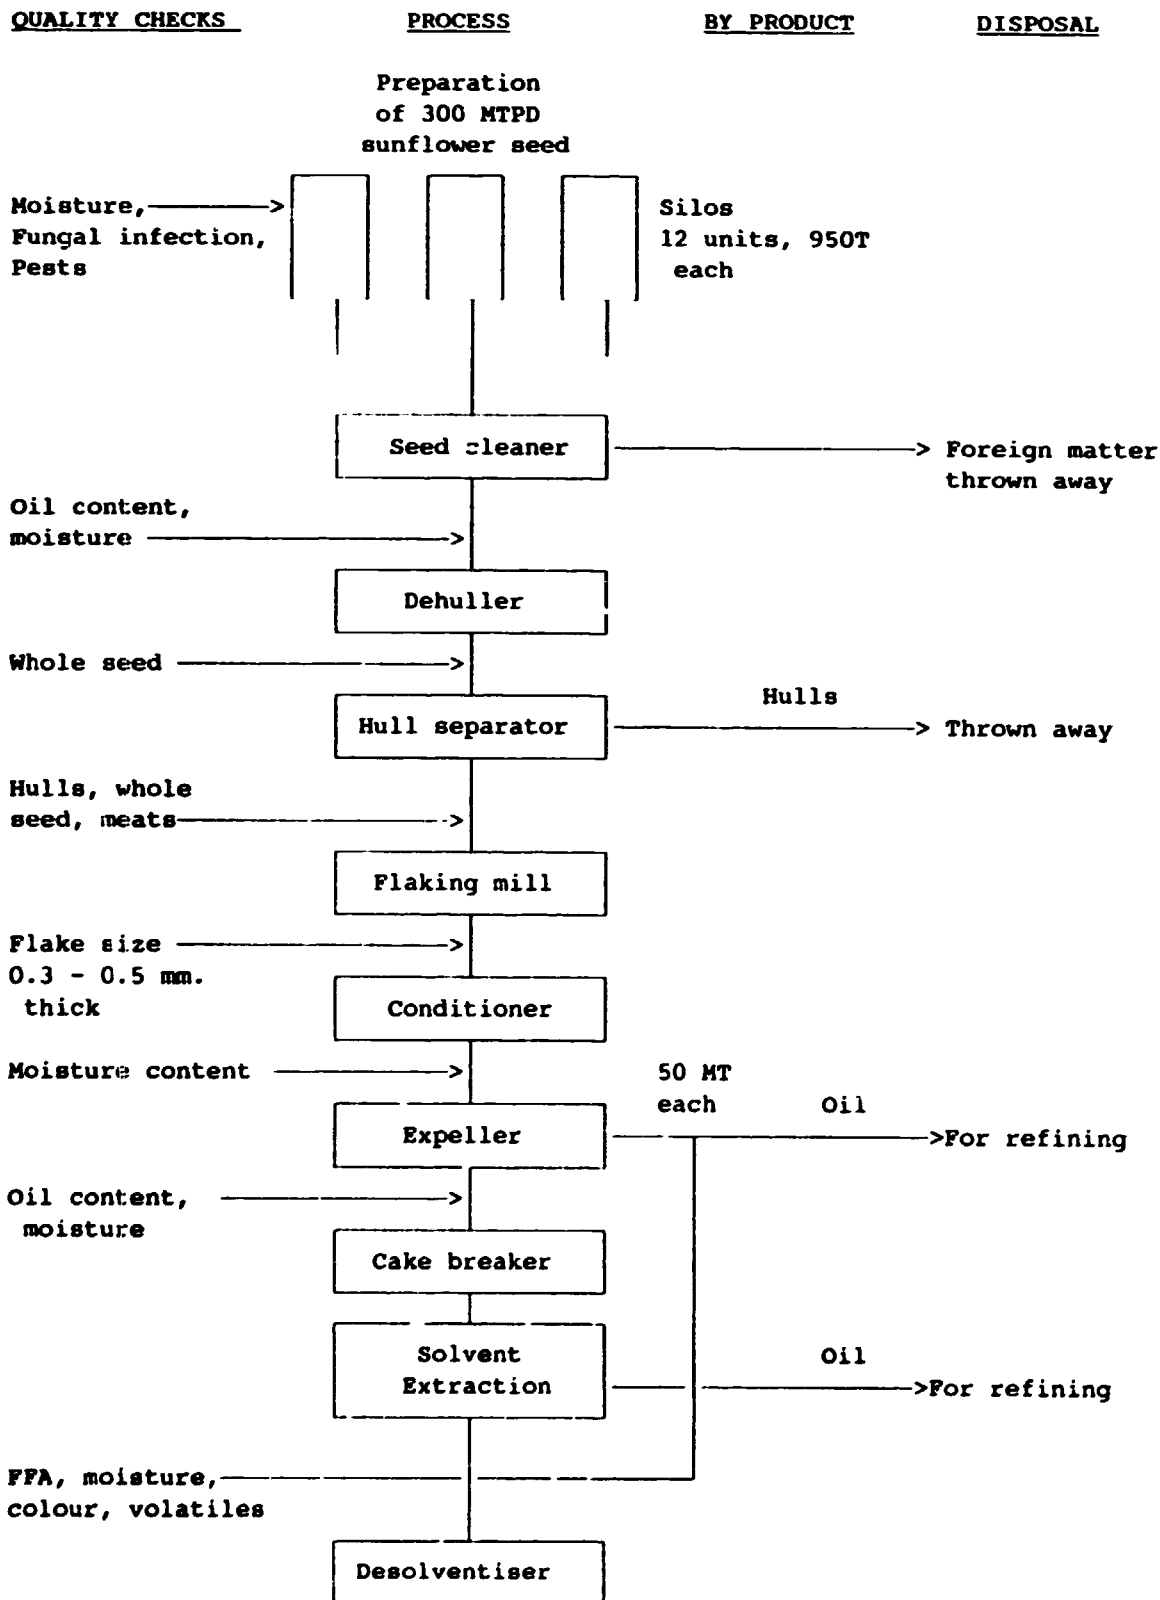 QUALITY CHECKS PROCESS BY PRODUCT DISPOSAL
Preparation
of 300 MTPD
sunflower seed
Moisture,
Fungal infection,
Pests
Silos
12 units, 950T
each
Seed cleaner
Foreign matter
thrown away
Oil content,
moisture
Dehuller
Whole seed
Hulls
Hull separator
Thrown away
Hulls, whole
seed, meats
Flaking mill
Flake size
0.3 - 0.5 mm.
thick
Conditioner
Moisture content
50 MT
each
Oil
Expeller
For refining
Oil content,
moisture
Cake breaker
Solvent
Extraction
Oil
For refining
FFA, moisture,
colour, volatiles
Desolventiser